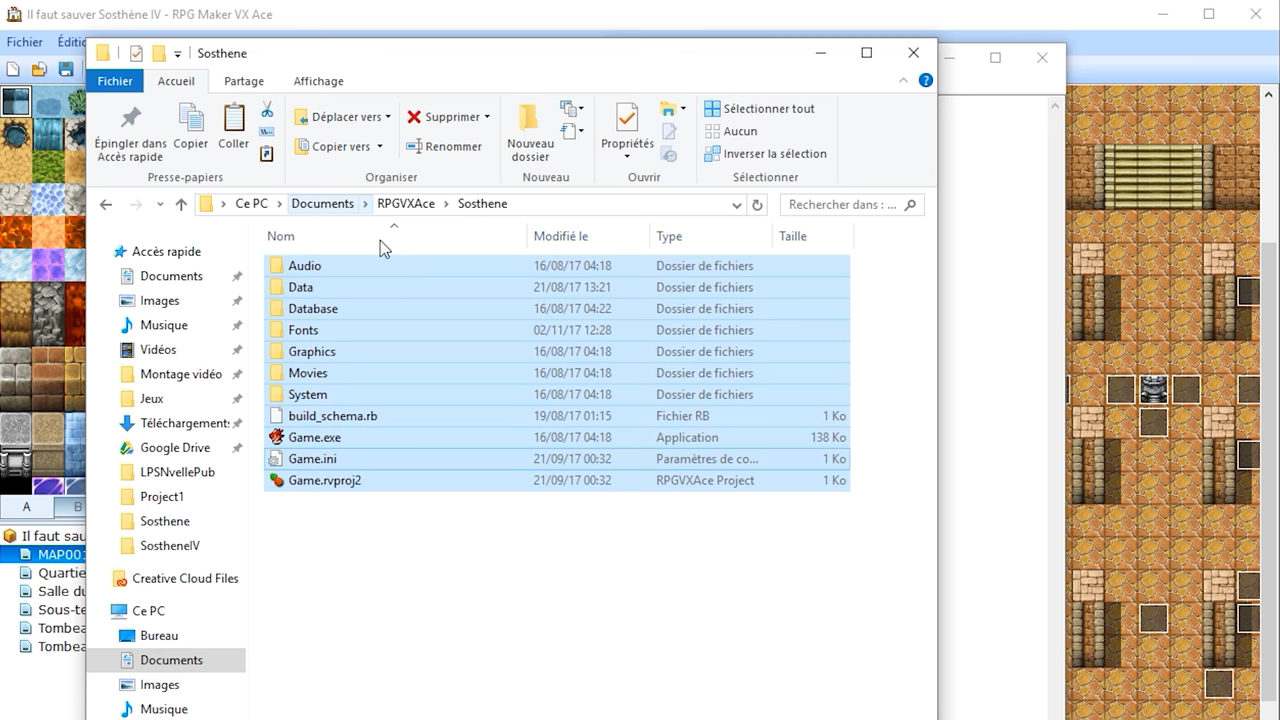 Il faut sauver Sosthène IV - RPG Maker VX Ace
Fichier Éditio
Sosthene
Fichier Accueil Partage Affichage
Épingler dans Accès rapide
Copier
Coller
Presse-papiers
Déplacer vers
Copier vers
Supprimer
Renommer
Organiser
Nouveau dossier
Nouveau
Propriétés
Ouvrir
Sélectionner tout
Aucun
Inverser la sélection
Sélectionner
Ce PC > Documents > RPGVXAce > Sosthene
Rechercher dans : ...
Nom Modifié le Type Taille
Audio 16/08/17 04:18 Dossier de fichiers
Data 21/08/17 13:21 Dossier de fichiers
Database 16/08/17 04:22 Dossier de fichiers
Fonts 02/11/17 12:28 Dossier de fichiers
Graphics 16/08/17 04:18 Dossier de fichiers
Movies 16/08/17 04:18 Dossier de fichiers
System 16/08/17 04:18 Dossier de fichiers
build_schema.rb 19/08/17 01:15 Fichier RB 1 Ko
Game.exe 16/08/17 04:18 Application 138 Ko
Game.ini 21/09/17 00:32 Paramètres de co... 1 Ko
Game.rvproj2 21/09/17 00:32 RPGVXAce Project 1 Ko
Accès rapide
Documents
Images
Musique
Vidéos
Montage vidéo
Jeux
Téléchargements
Google Drive
LPSNvellePub
Project1
Sosthene
SostheneIV
Creative Cloud Files
Ce PC
Bureau
Documents
Images
Musique
A B
Il faut sau
MAP001
Quartie
Salle du
Sous-te
Tombea
Tombea